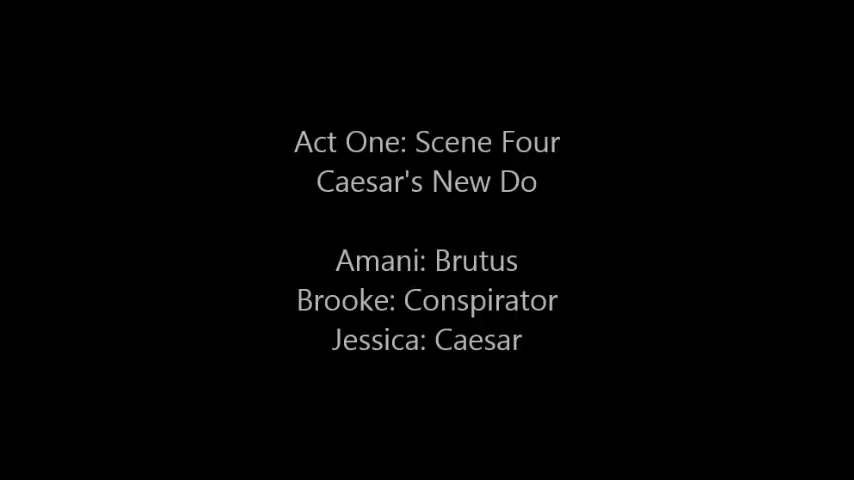 Act One: Scene Four
Caesar's New Do
Amani: Brutus
Brooke: Conspirator
Jessica: Caesar